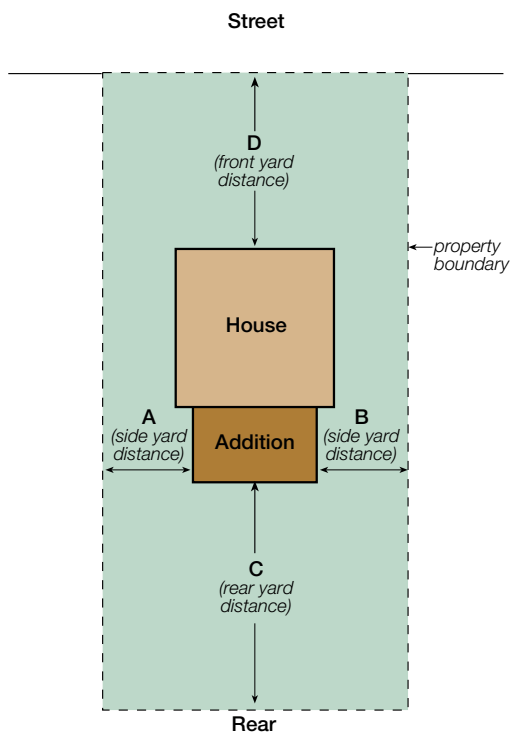 Street
D
(front yard
distance)
property
boundary
House
A
(side yard
distance)
Addition
B
(side yard
distance)
C
(rear yard
distance)
Rear